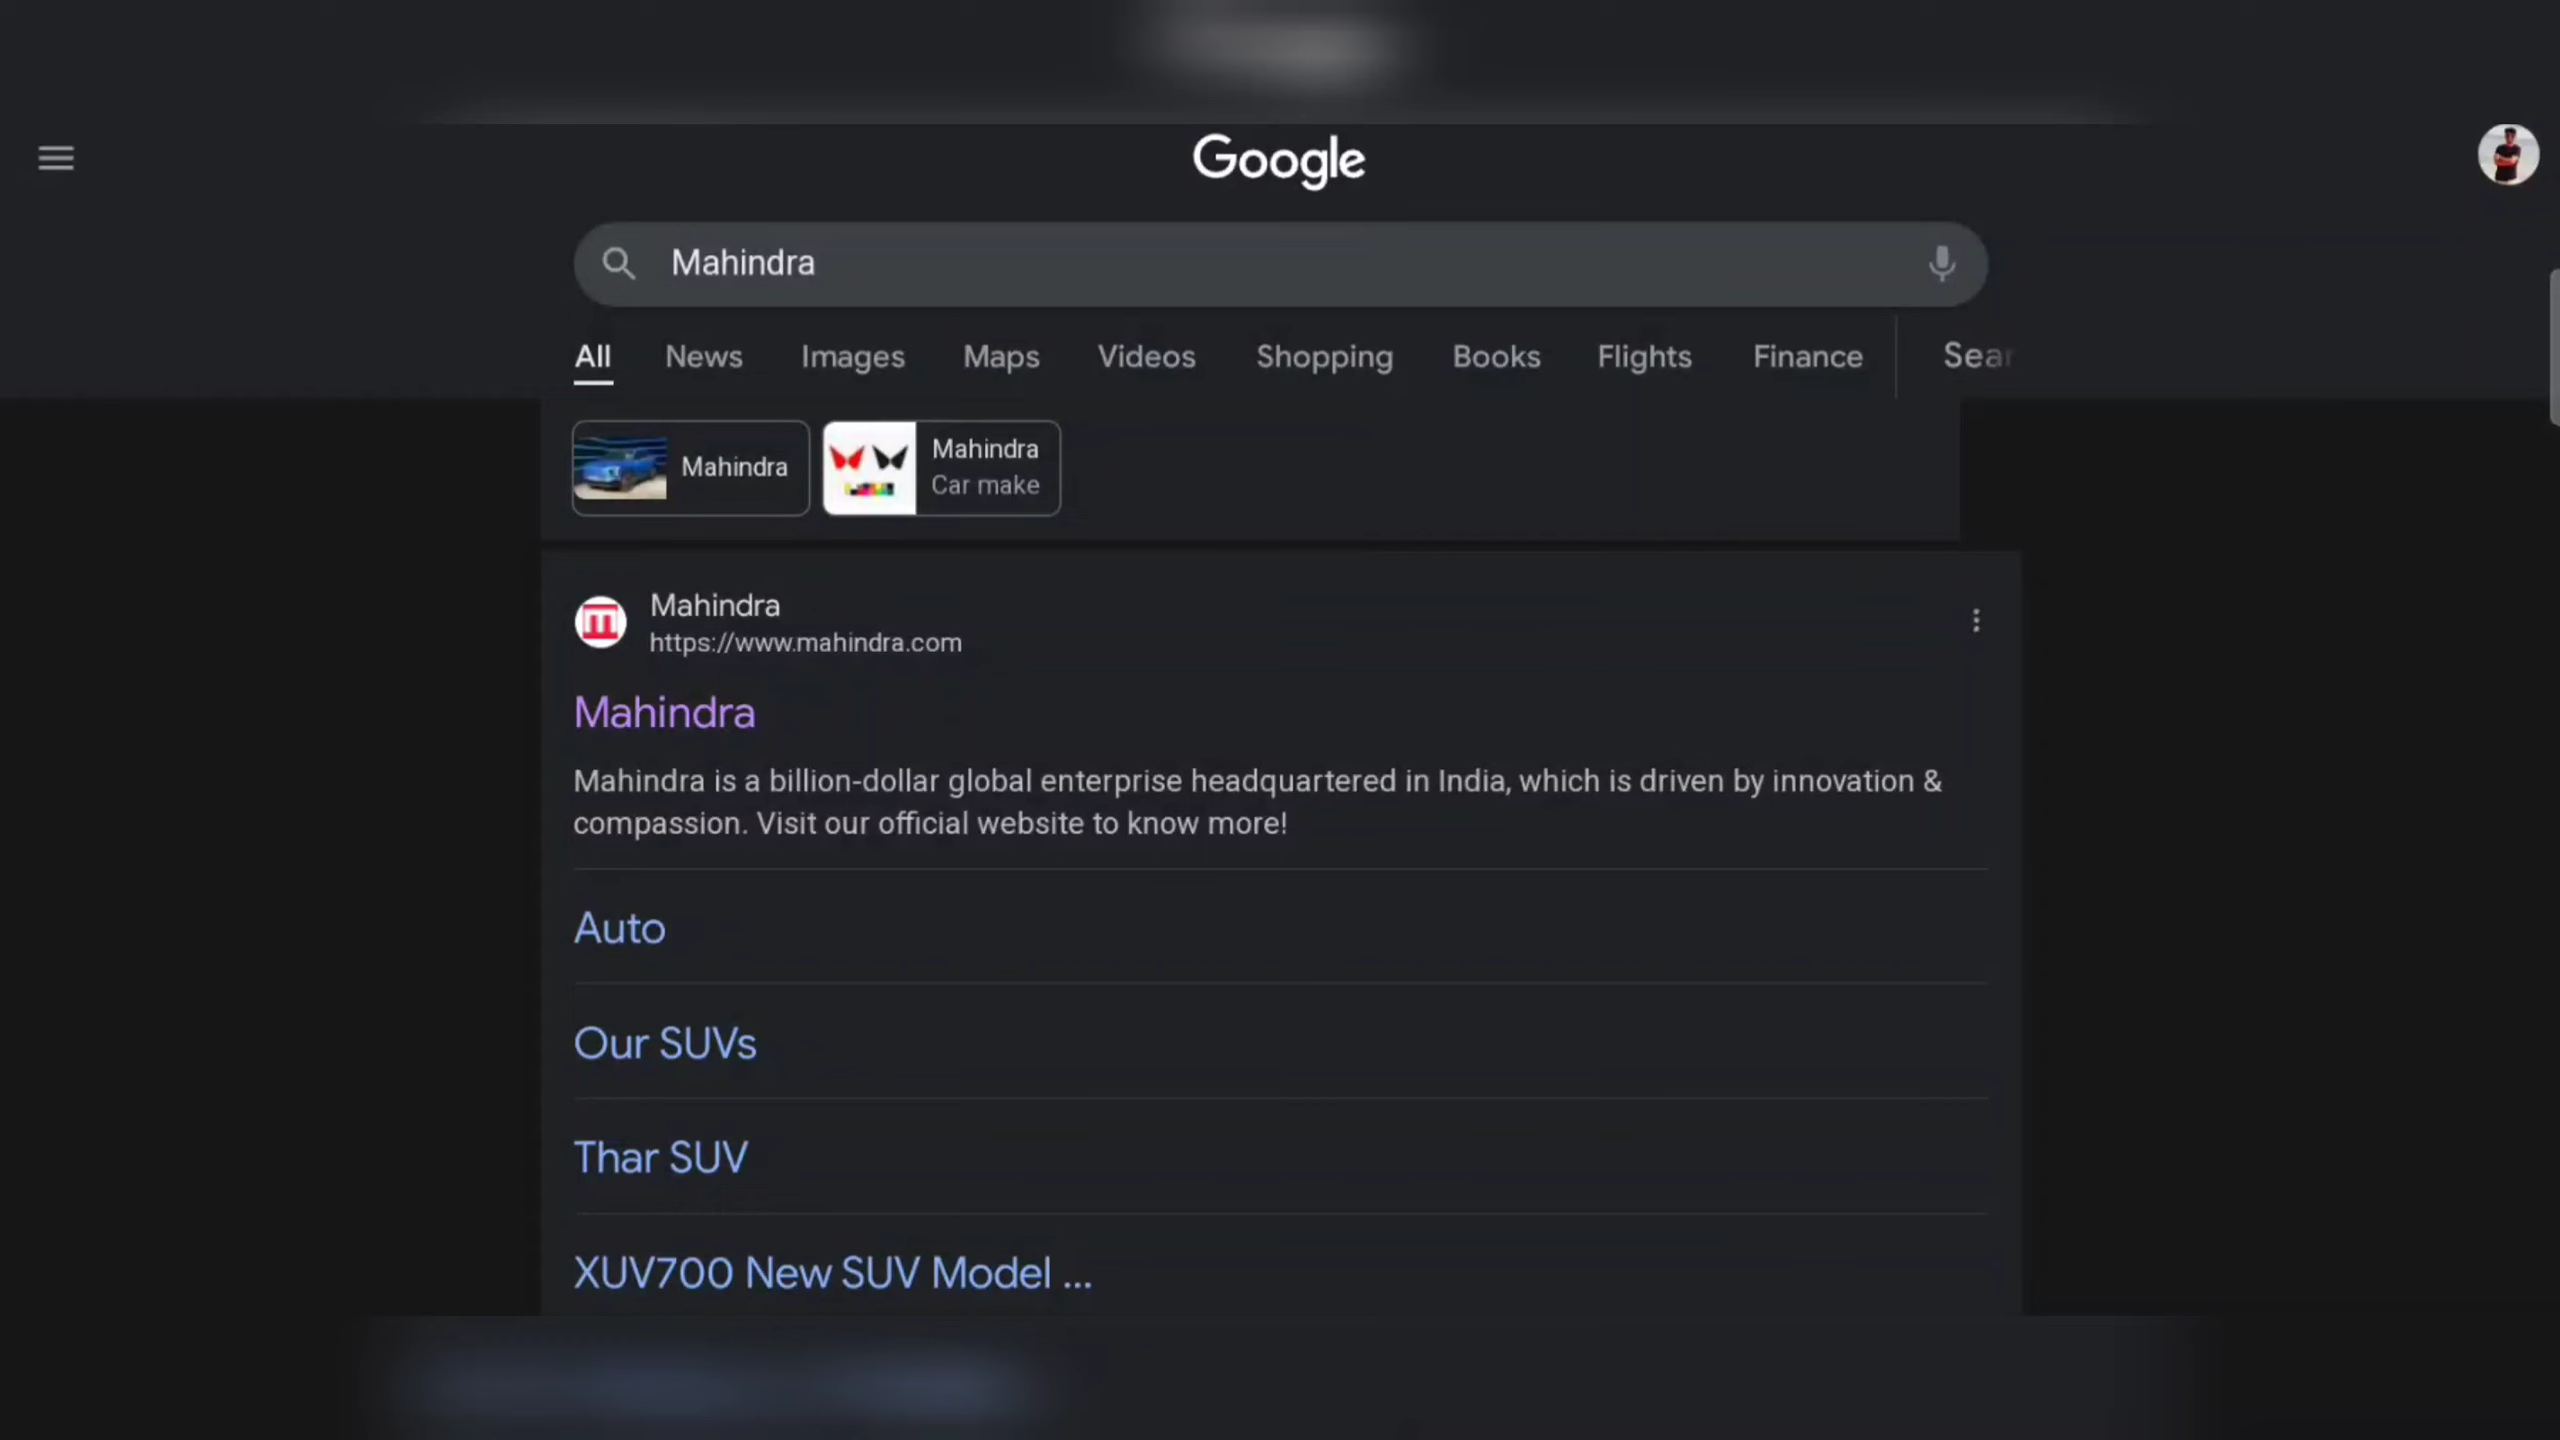 Google
Mahindra
All News Images Maps Videos Shopping Books Flights Finance
Mahindra
Mahindra
Car make
Mahindra
https://www.mahindra.com
Mahindra
Mahindra is a billion-dollar global enterprise headquartered in India, which is driven by innovation &
compassion. Visit our official website to know more!
Auto
Our SUVs
Thar SUV
XUV700 New SUV Model ...